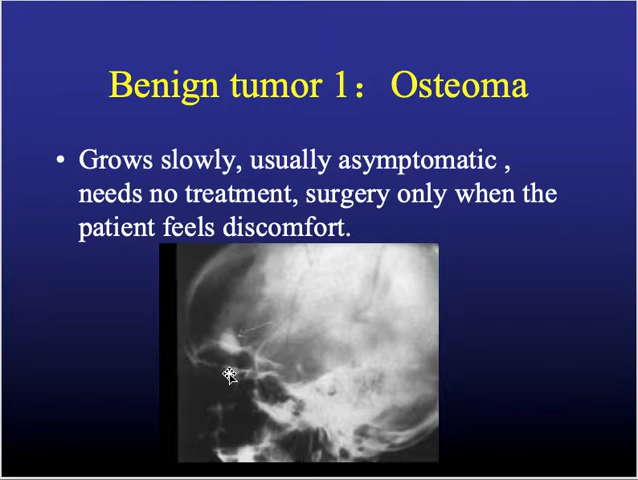 Benign tumor 1： Osteoma
• Grows slowly, usually asymptomatic ,
needs no treatment, surgery only when the
patient feels discomfort.